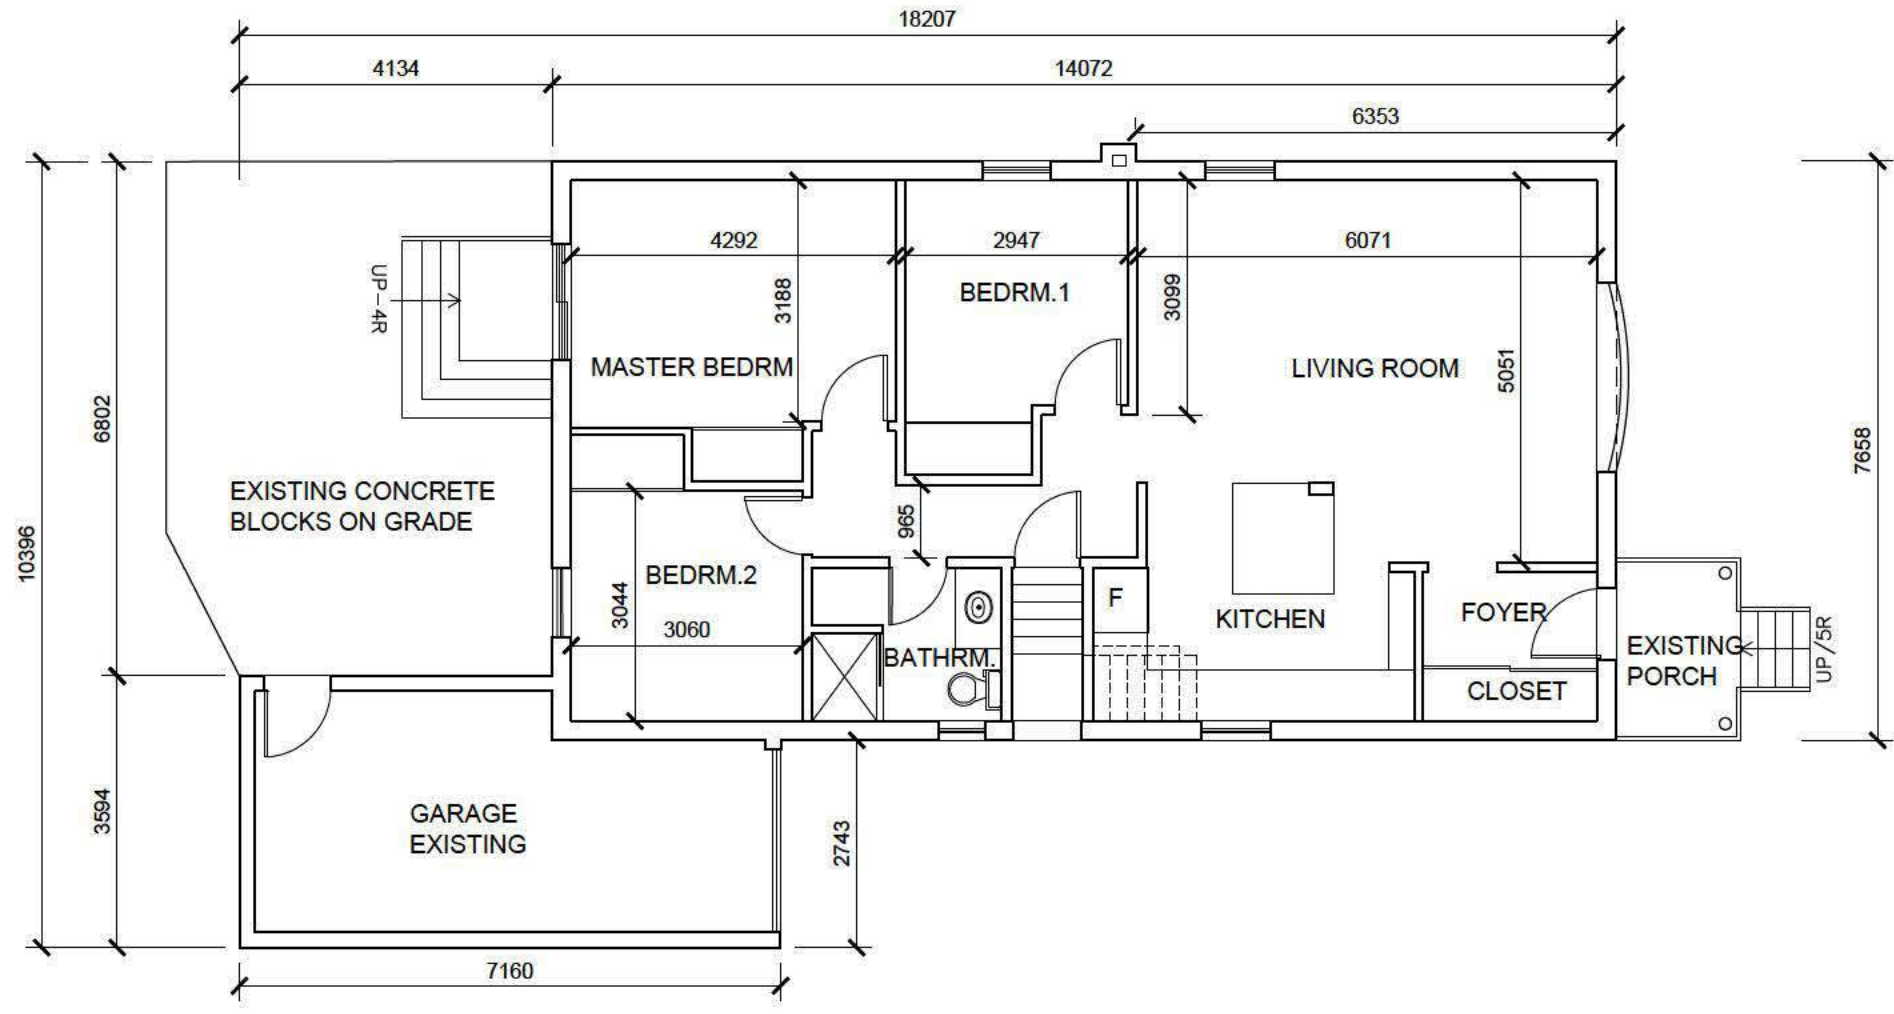 18207
4134
14072
6353
4292
2947
6071
3188
BEDRM.1
3099
UP-4R
MASTER BEDRM
LIVING ROOM
5051
6802
7658
EXISTING CONCRETE
BLOCKS ON GRADE
965
10396
BEDRM.2
3044
3060
F
KITCHEN
FOYER
BATHRM.
EXISTING
PORCH
UP/5R
CLOSET
3594
GARAGE
EXISTING
2743
7160